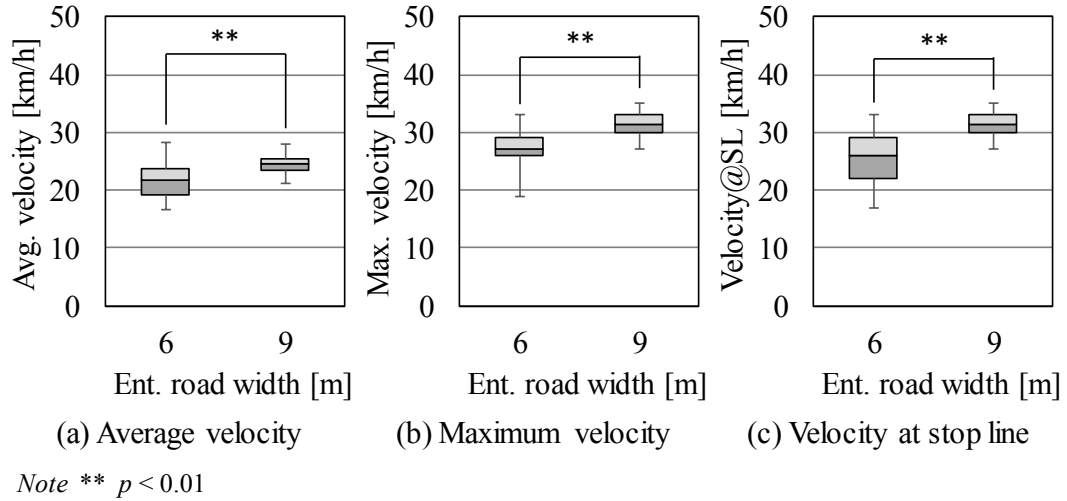 Avg. velocity [km/h]
50
40
30
20
10
0
**
6 9
Ent. road width [m]
(a) Average velocity
Max. velocity [km/h]
50
40
30
20
10
0
**
6 9
Ent. road width [m]
(b) Maximum velocity
Velocity@SL [km/h]
50
40
30
20
10
0
**
6 9
Ent. road width [m]
(c) Velocity at stop line
Note ** p < 0.01